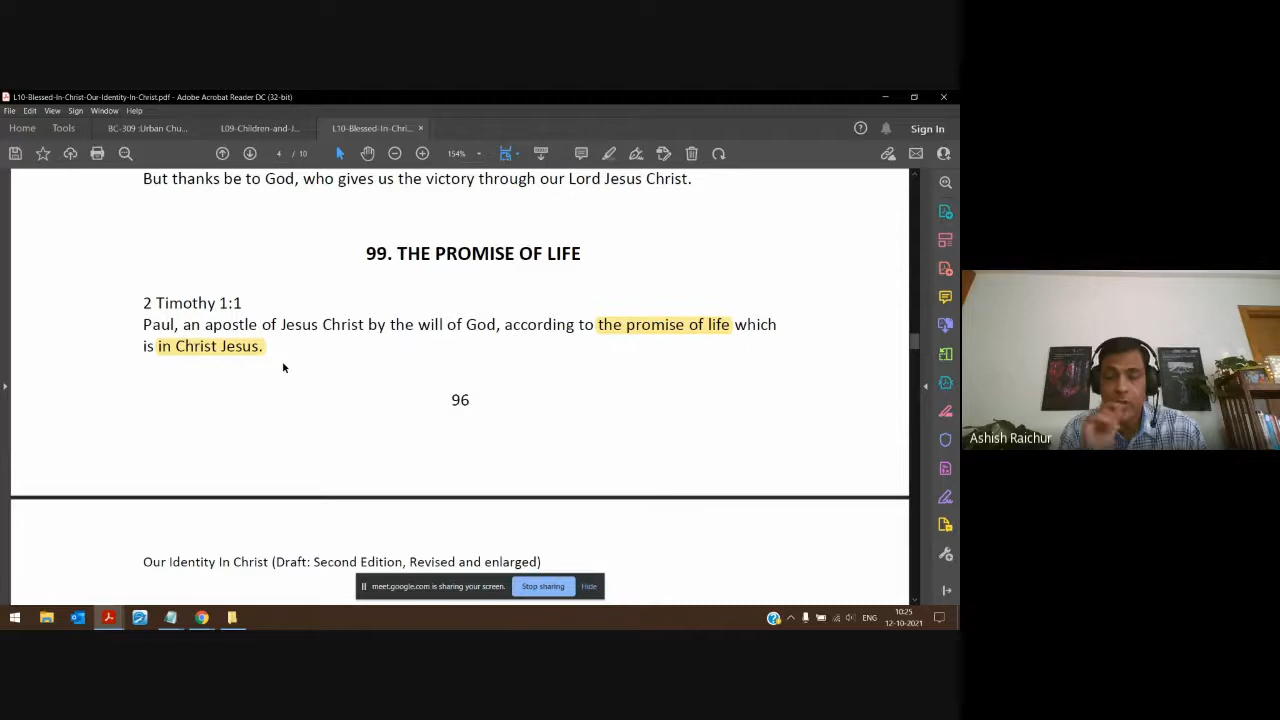 L10-Blessed-In-Christ-Our-Identity-In-Christ.pdf - Adobe Acrobat Reader DC (32-bit)
File Edit View Sign Window Help
Home Tools BC-309 :Urban Chu... L09-Children-and-J... L10-Blessed-In-Chri... × Sign In
4 / 10 154%
But thanks be to God, who gives us the victory through our Lord Jesus Christ.
99. THE PROMISE OF LIFE
2 Timothy 1:1
Paul, an apostle of Jesus Christ by the will of God, according to the promise of life which
is in Christ Jesus.
96
Ashish Raichur
Our Identity In Christ (Draft: Second Edition, Revised and enlarged)
meet.google.com is sharing your screen. Stop sharing Hide
ENG 10:25
12-10-2021